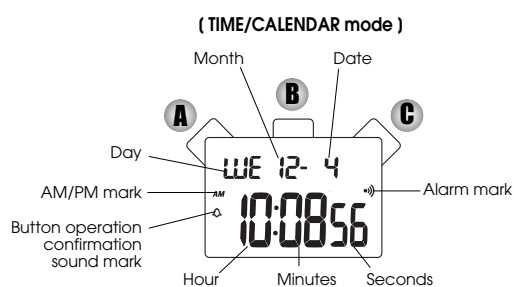 ( TIME/CALENDAR mode )
Month
Date
A
B
C
Day
WE 12- 4
AM/PM mark
AM
Alarm mark
10:08 56
Button operation
confirmation
sound mark
Hour
Minutes
Seconds